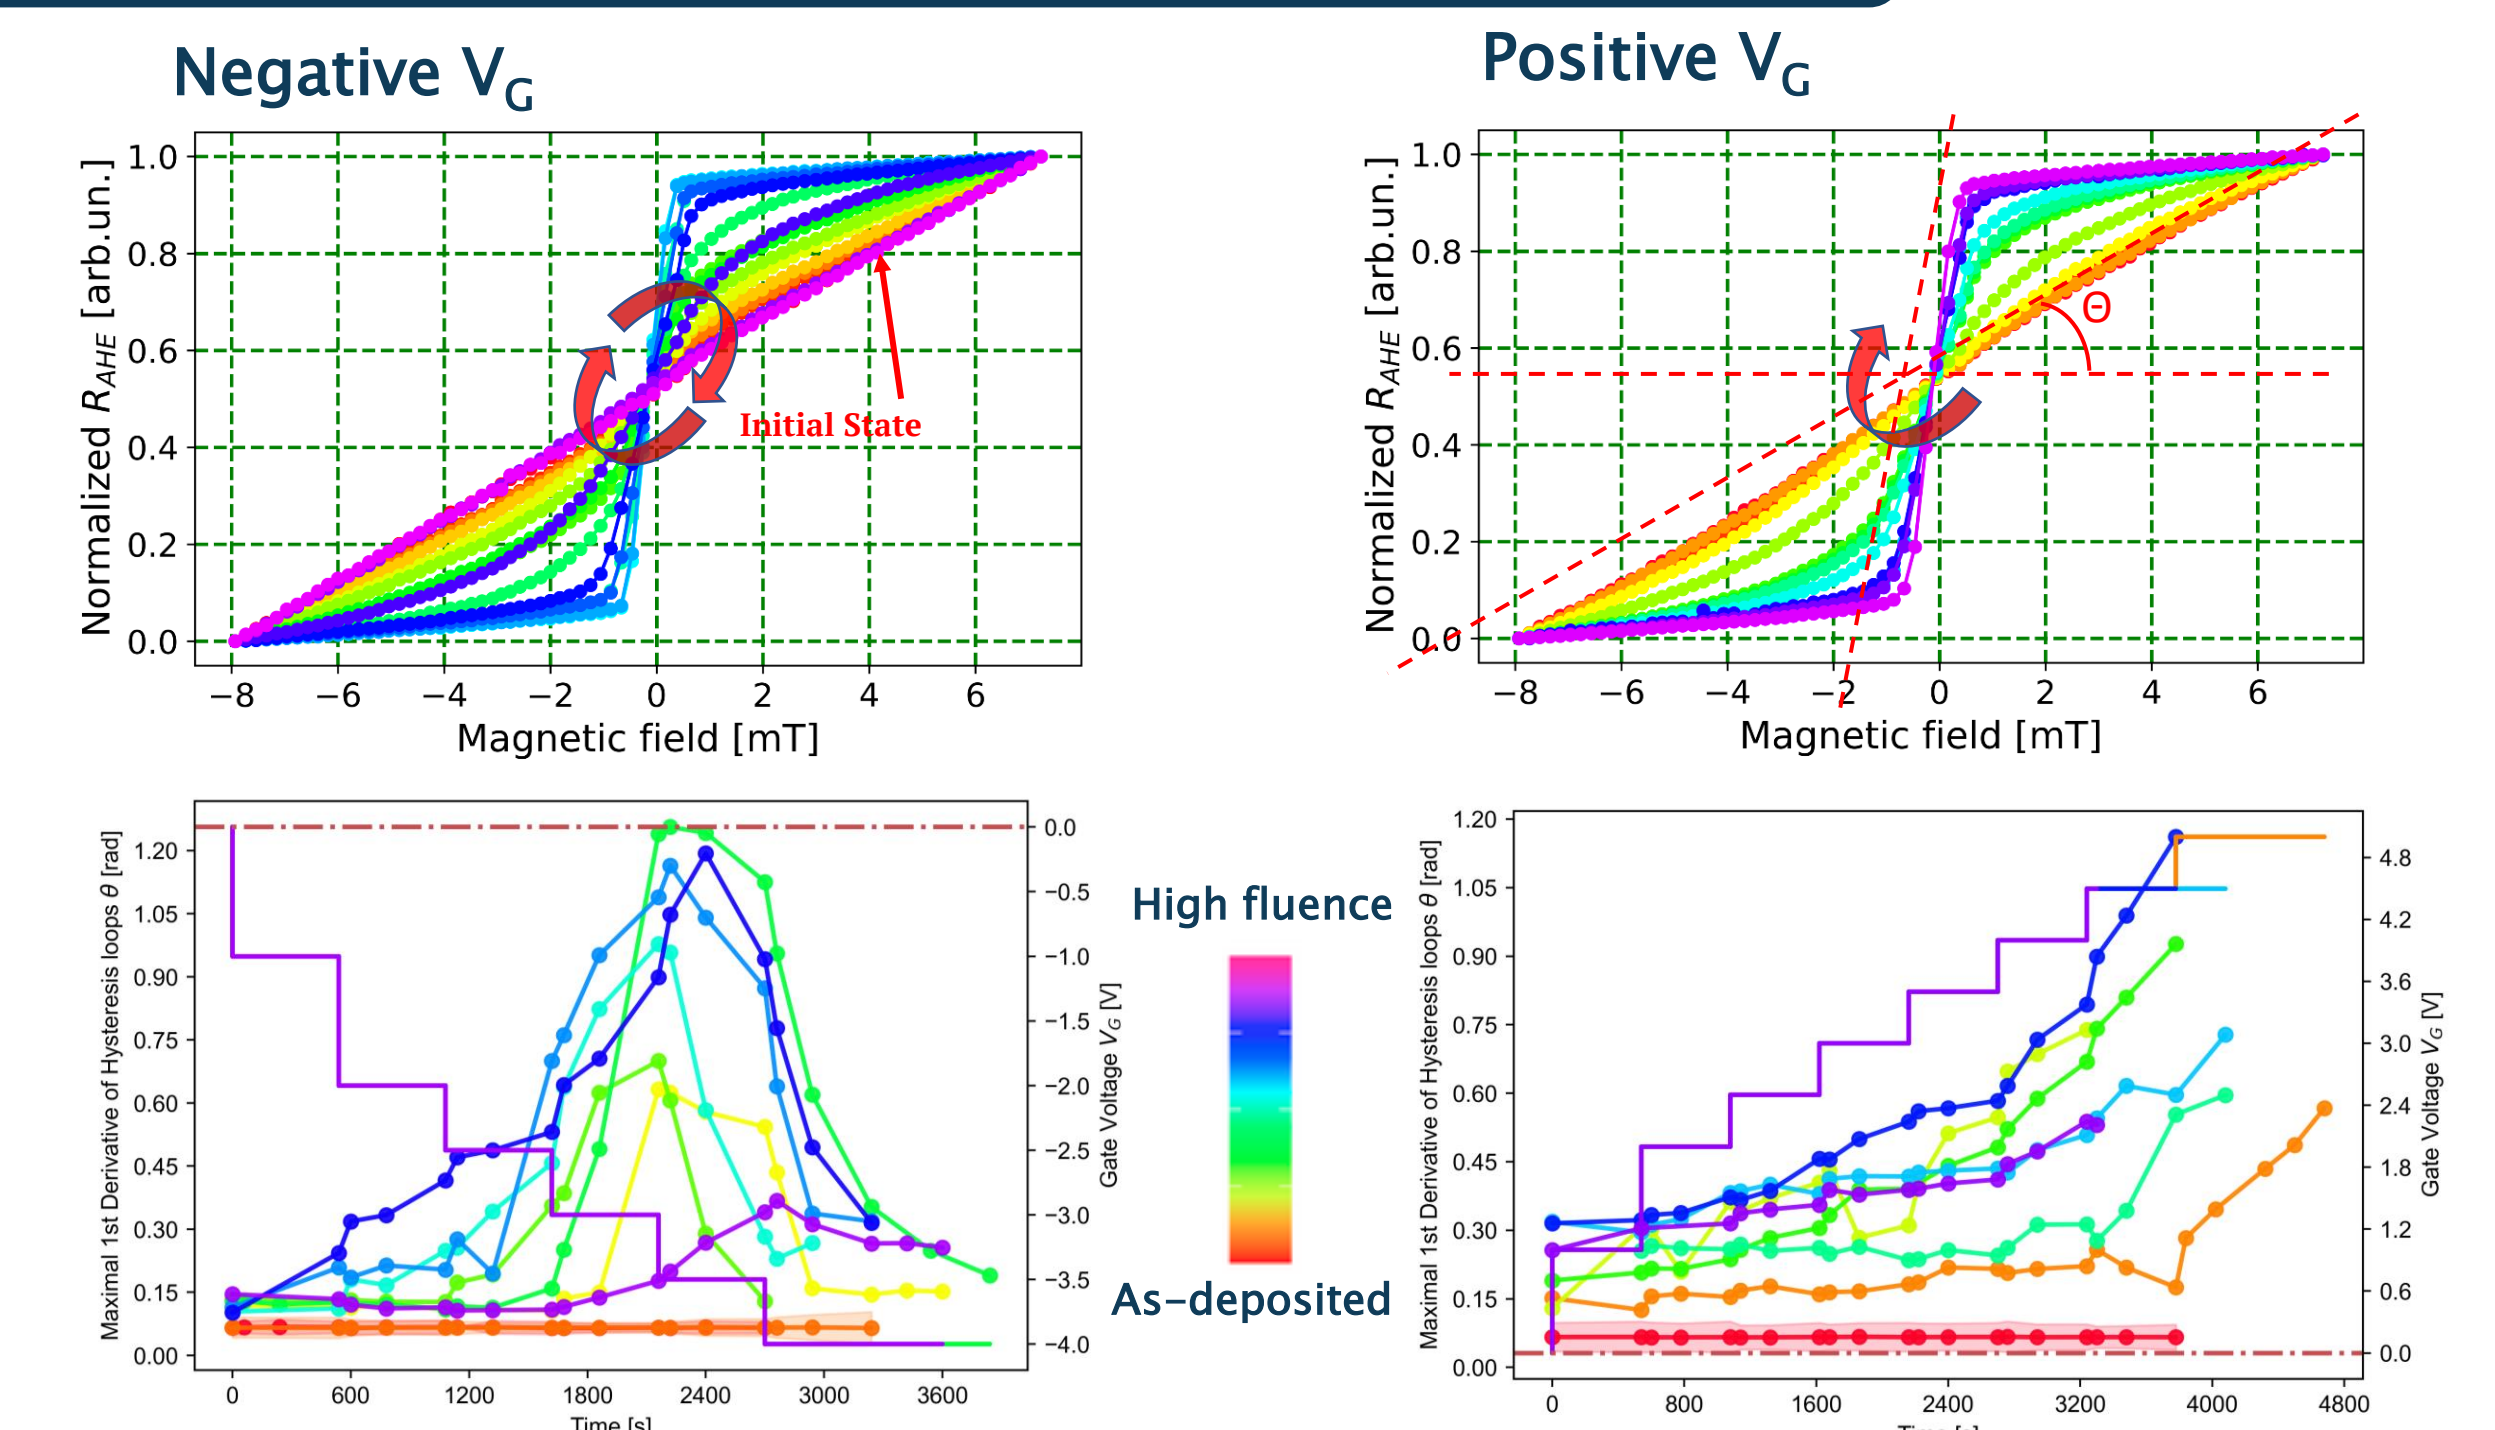 Negative VG
Positive VG
Normalized RAHE [arb.un.]
1.0
0.8
0.6
0.4
0.2
0.0
Initial State
−8 −6 −4 −2 0 2 4 6
Magnetic field [mT]
Normalized RAHE [arb.un.]
1.0
0.8
0.6
0.4
0.2
0.0
Θ
−8 −6 −4 −2 0 2 4 6
Magnetic field [mT]
Maximal 1st Derivative of Hysteresis loops θ [rad]
1.20
1.05
0.90
0.75
0.60
0.45
0.30
0.15
0.00
0.0
−0.5
−1.0
−1.5
−2.0
−2.5
−3.0
−3.5
−4.0
Gate Voltage VG [V]
0 600 1200 1800 2400 3000 3600
Time [s]
High fluence
As-deposited
Maximal 1st Derivative of Hysteresis loops θ [rad]
1.20
1.05
0.90
0.75
0.60
0.45
0.30
0.15
0.00
4.8
4.2
3.6
3.0
2.4
1.8
1.2
0.6
0.0
Gate Voltage VG [V]
0 800 1600 2400 3200 4000 4800
Time [s]